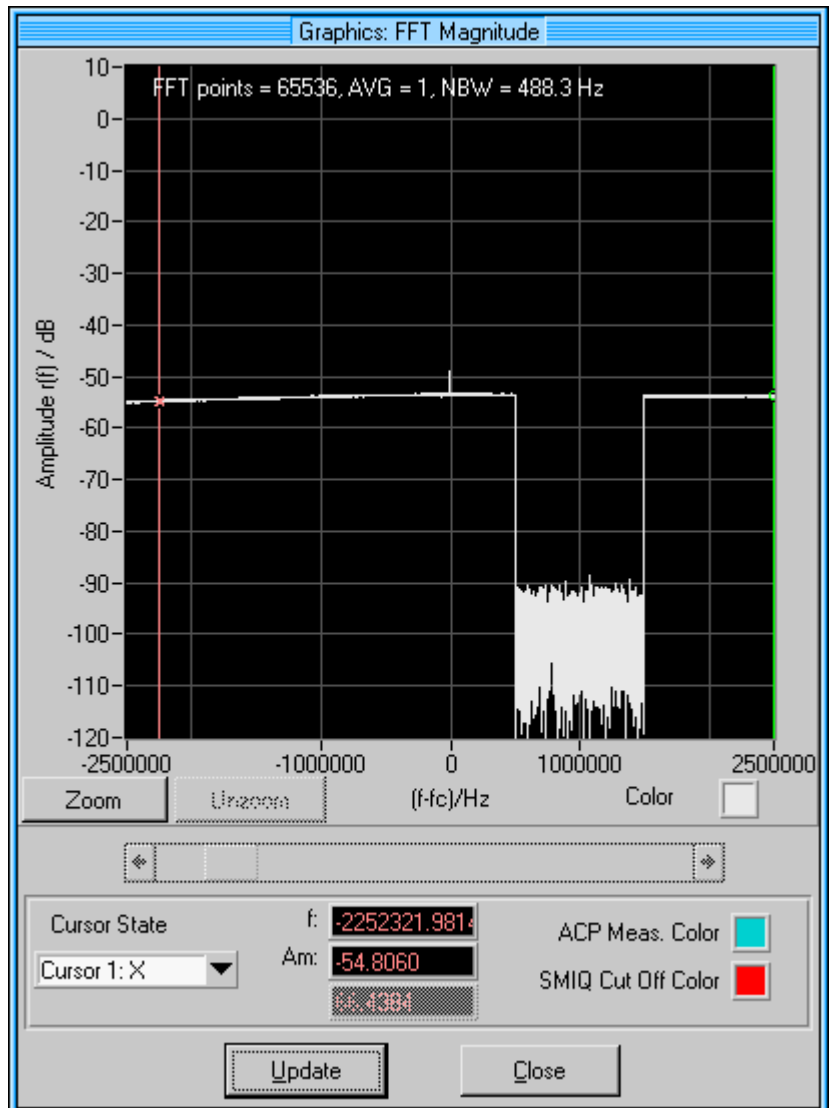 Graphics: FFT Magnitude
FFT points = 65536, AVG = 1, NBW = 488.3 Hz
10
0
-10
-20
-30
-40
-50
-60
-70
-80
-90
-100
-110
-120
Amplitude r(f) / dB
-2500000 -1000000 0 1000000 2500000
(f-fc)/Hz
Zoom Unzoom Color
Cursor State
Cursor 1: X
f: -2252321.981
Am: -54.8060
66.4384
ACP Meas. Color
SMIQ Cut Off Color
Update Close